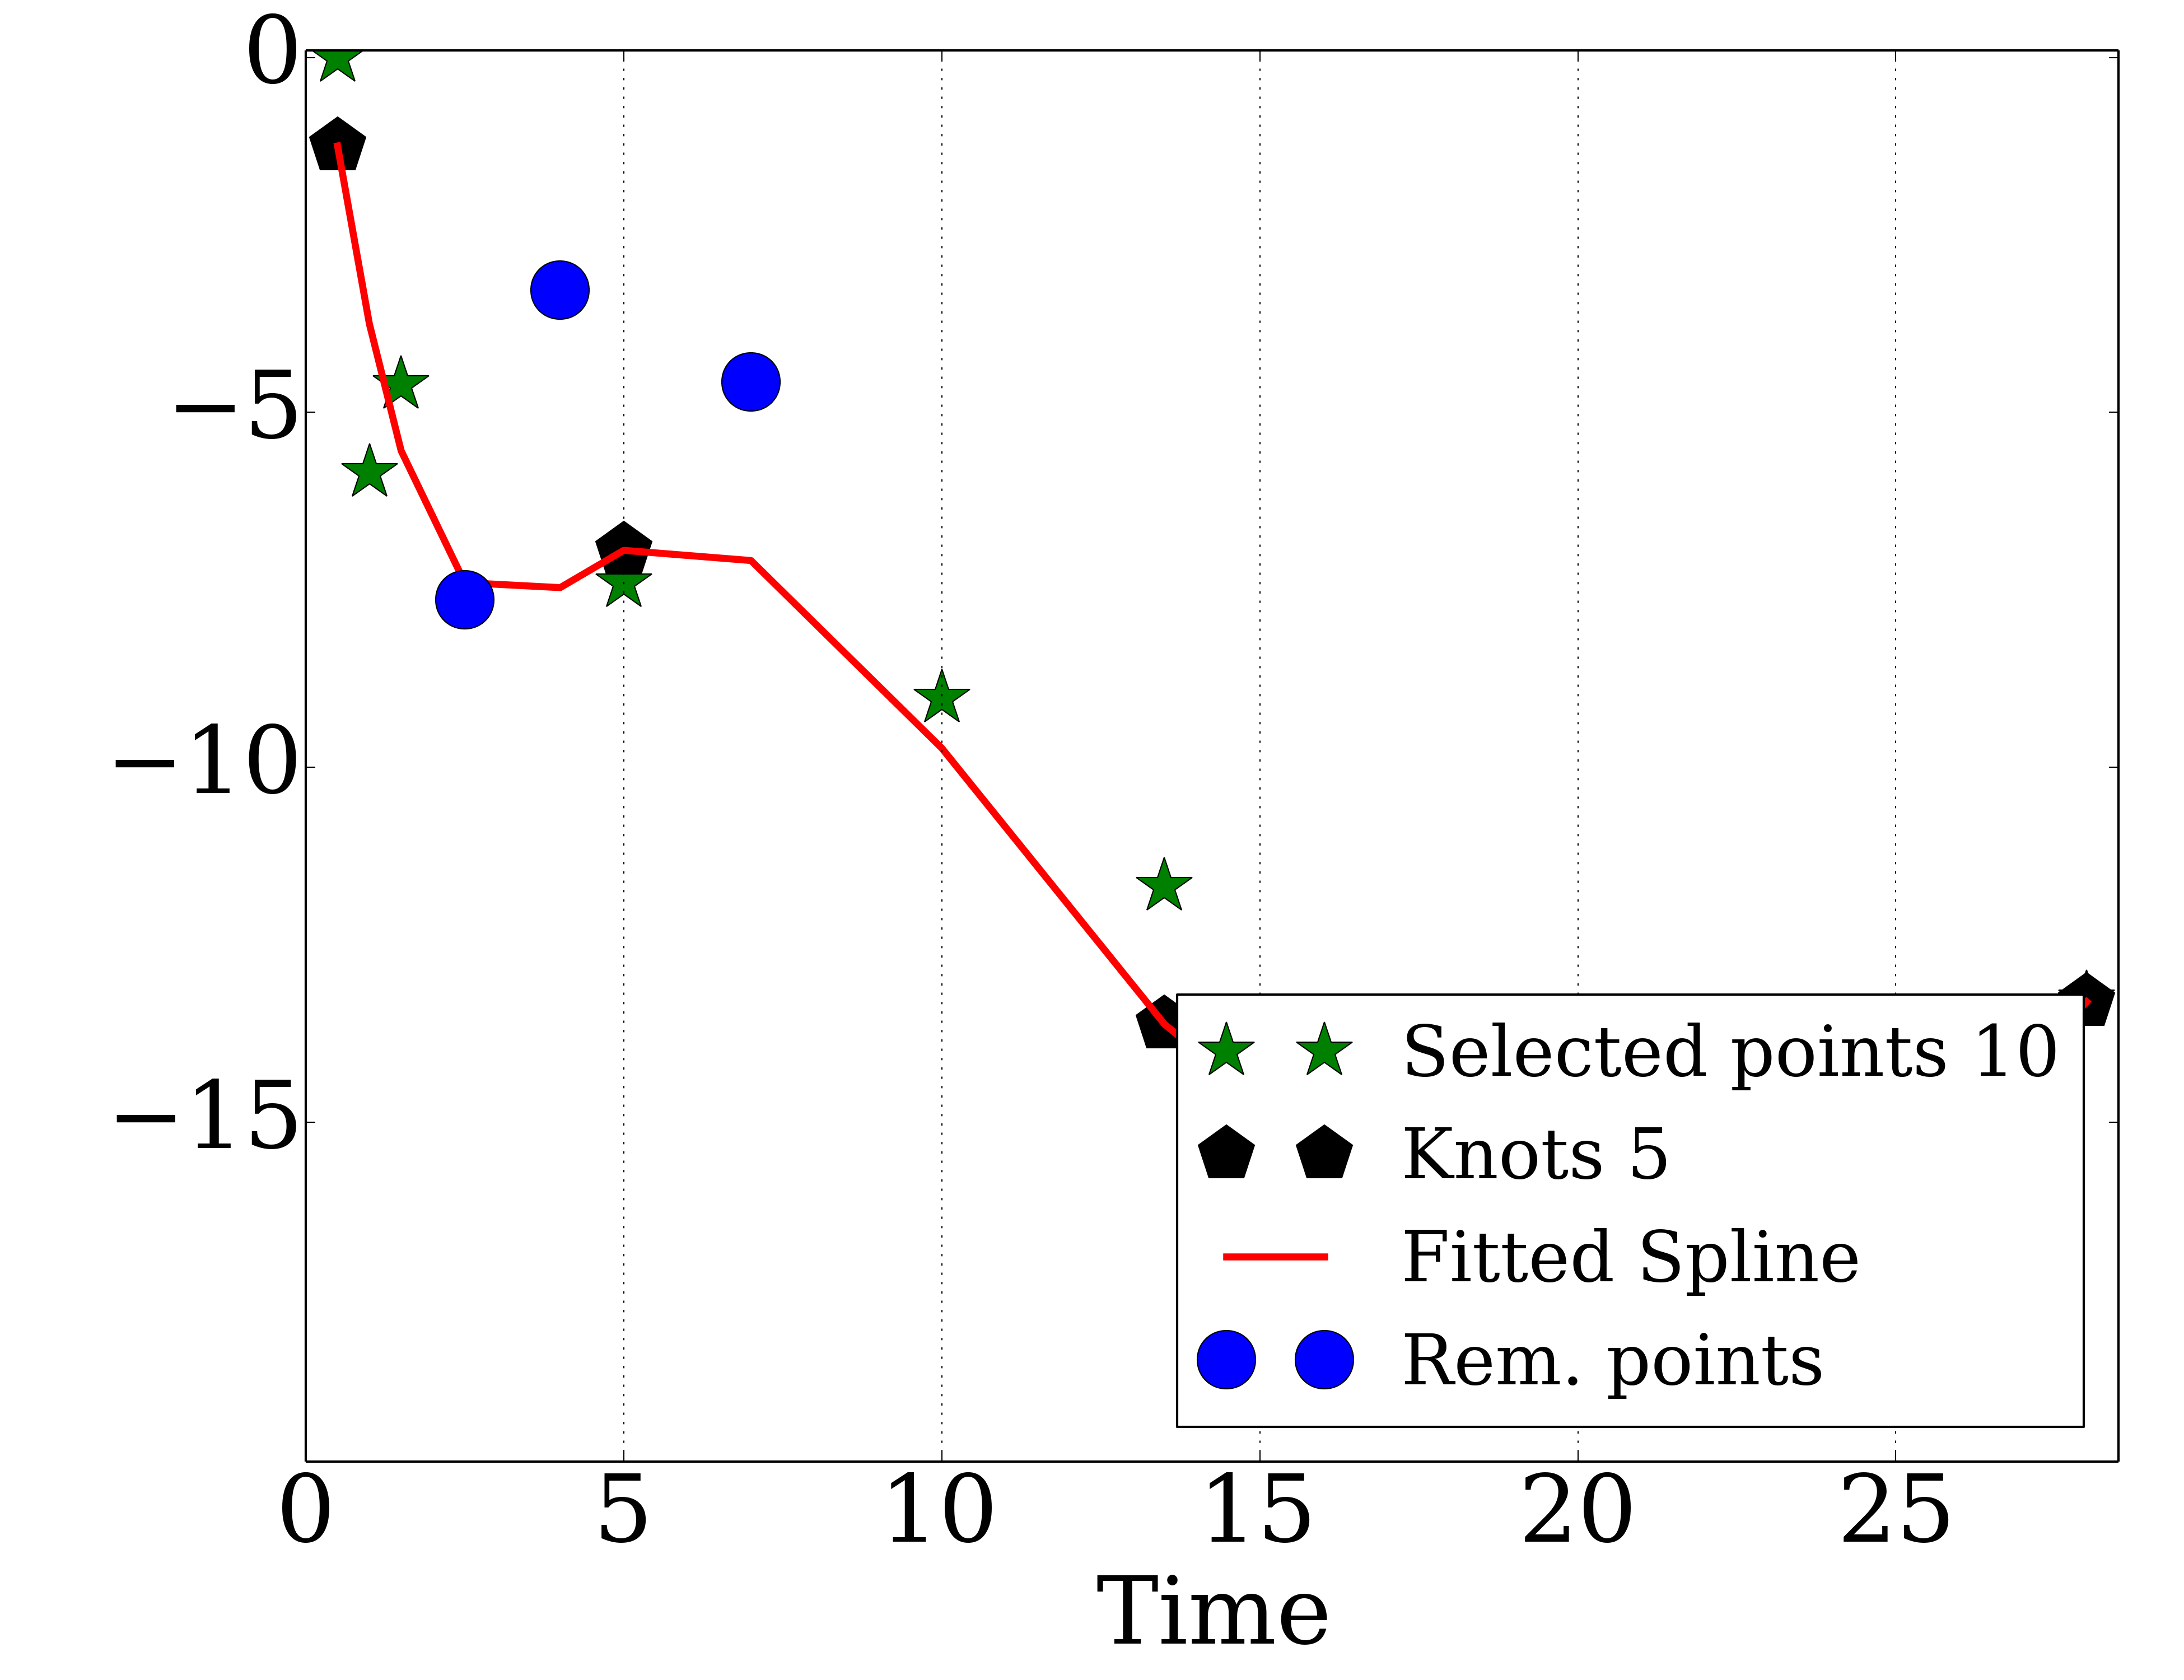 0
−5
−10
−15
Selected points 10
Knots 5
Fitted Spline
Rem. points
0 5 10 15 20 25
Time